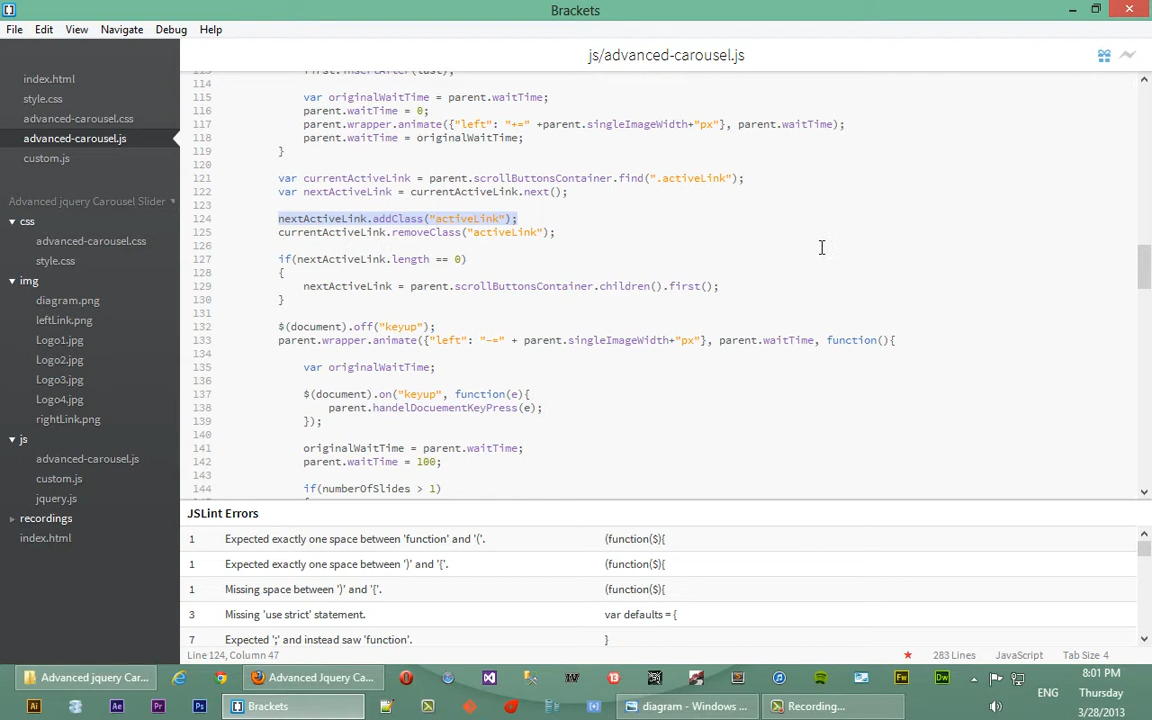 Brackets
File Edit View Navigate Debug Help
js/advanced-carousel.js
index.html
style.css
advanced-carousel.css
advanced-carousel.js
custom.js
Advanced jquery Carousel Slider
css
advanced-carousel.css
style.css
img
diagram.png
leftLink.png
Logo1.jpg
Logo2.jpg
Logo3.jpg
Logo4.jpg
rightLink.png
js
advanced-carousel.js
custom.js
jquery.js
recordings
index.html
113 first.insertAfter(last);
114
115 var originalWaitTime = parent.waitTime;
116 parent.waitTime = 0;
117 parent.wrapper.animate({"left": "+=" +parent.singleImageWidth+"px"}, parent.waitTime);
118 parent.waitTime = originalWaitTime;
119 }
120
121 var currentActiveLink = parent.scrollButtonsContainer.find(".activeLink");
122 var nextActiveLink = currentActiveLink.next();
123
124 nextActiveLink.addClass("activeLink");
125 currentActiveLink.removeClass("activeLink");
126
127 if(nextActiveLink.length == 0)
128 {
129 nextActiveLink = parent.scrollButtonsContainer.children().first();
130 }
131
132 $(document).off("keyup");
133 parent.wrapper.animate({"left": "-=" + parent.singleImageWidth+"px"}, parent.waitTime, function(){
134
135 var originalWaitTime;
136
137 $(document).on("keyup", function(e){
138 parent.handelDocuementKeyPress(e);
139 });
140
141 originalWaitTime = parent.waitTime;
142 parent.waitTime = 100;
143
144 if(numberOfSlides > 1)
JSLint Errors
1 Expected exactly one space between 'function' and '('. (function($){
1 Expected exactly one space between ')' and '{'. (function($){
1 Missing space between ')' and '{'. (function($){
3 Missing 'use strict' statement. var defaults = {
7 Expected ';' and instead saw 'function'. }
Line 124, Column 47 283 Lines JavaScript Tab Size 4
Advanced jquery Car... Advanced Jquery Ca... Fw Dw 8:01 PM
ENG Thursday
Ai Ae Pr Ps Brackets diagram - Windows ... Recording... 3/28/2013